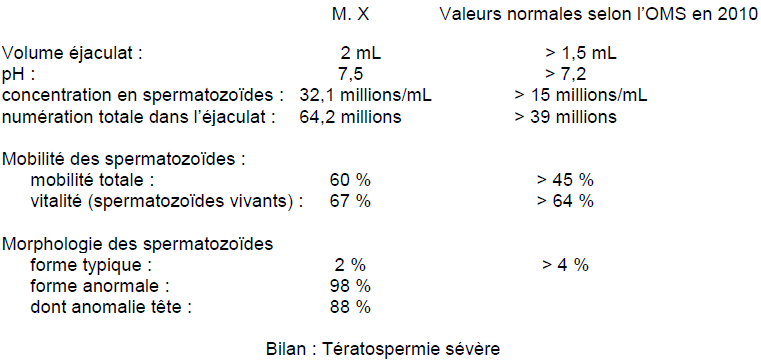 M. X Valeurs normales selon l'OMS en 2010
Volume éjaculat : 2 mL > 1,5 mL
pH : 7,5 > 7,2
concentration en spermatozoïdes : 32,1 millions/mL > 15 millions/mL
numération totale dans l'éjaculat : 64,2 millions > 39 millions
Mobilité des spermatozoïdes :
mobilité totale : 60 % > 45 %
vitalité (spermatozoïdes vivants) : 67 % > 64 %
Morphologie des spermatozoïdes
forme typique : 2 % > 4 %
forme anormale : 98 %
dont anomalie tête : 88 %
Bilan : Tératospermie sévère